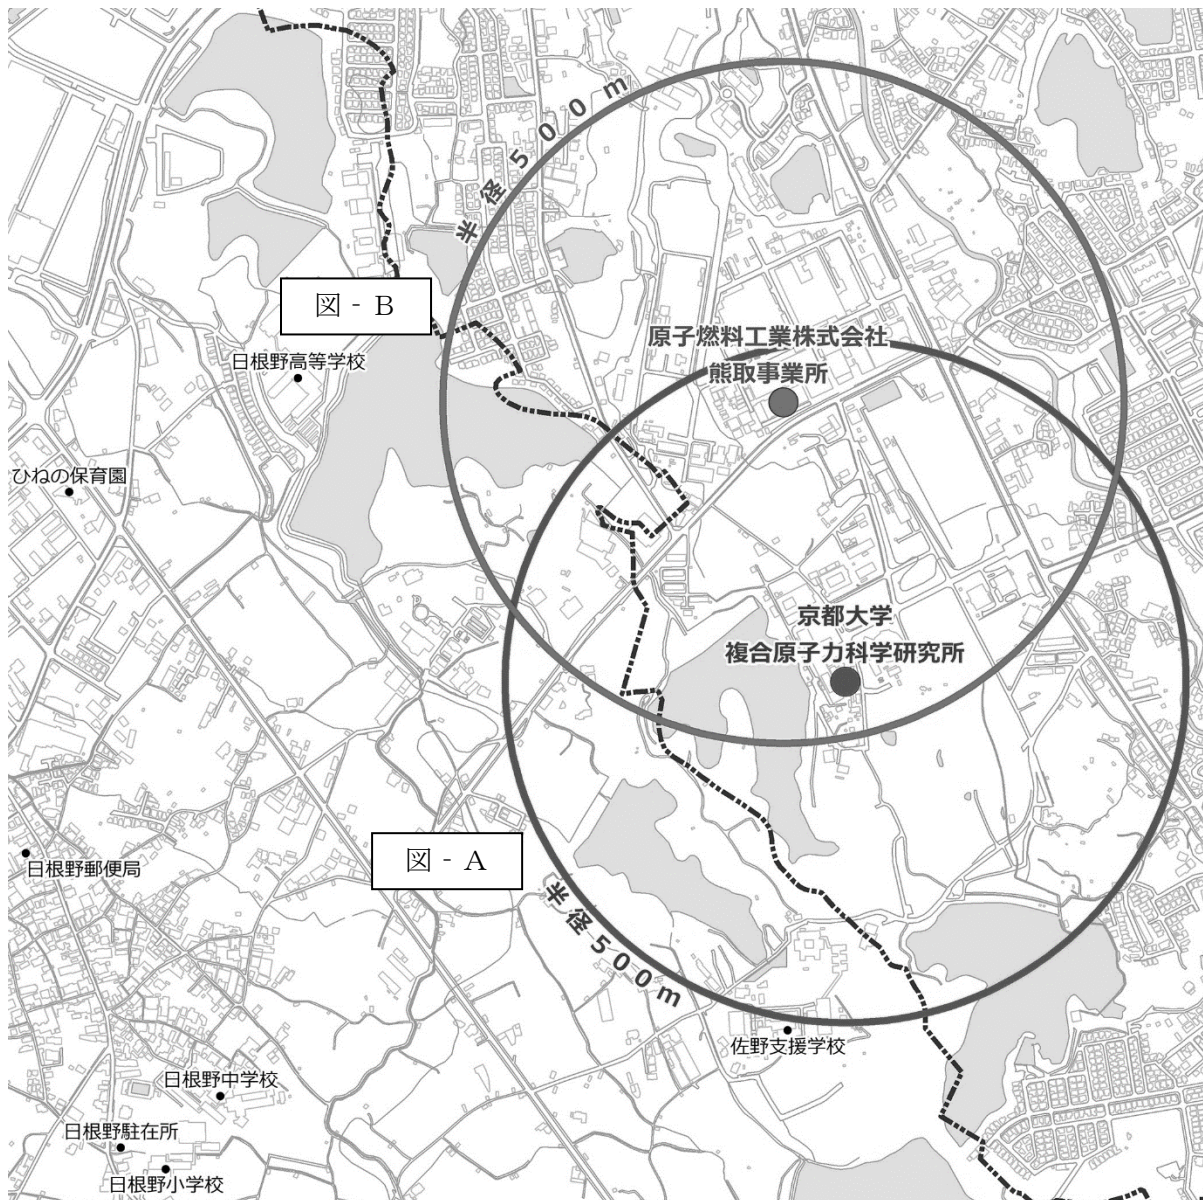 半径500m
図‐B
原子燃料工業株式会社
熊取事業所
日根野高等学校
ひねの保育園
京都大学
複合原子力科学研究所
図‐A
日根野郵便局
半径500m
佐野支援学校
日根野中学校
日根野駐在所
日根野小学校